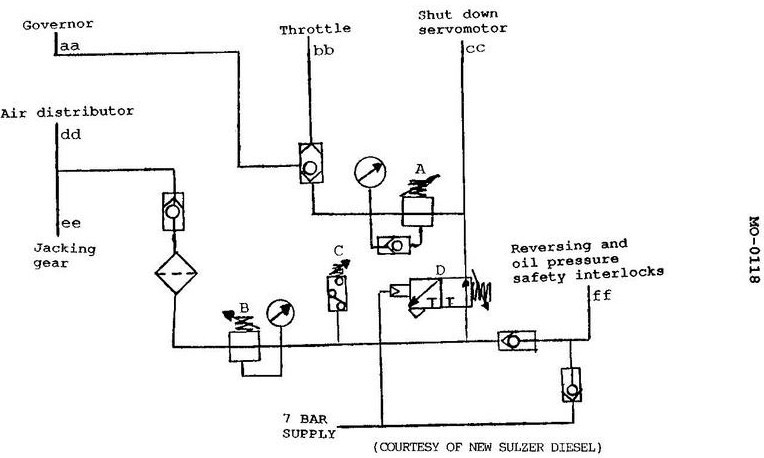 Governor
aa
Throttle
bb
Shut down
servomotor
cc
Air distributor
dd
ee
Jacking
gear
A
B
C
D
Reversing and
oil pressure
safety interlocks
ff
7 BAR
SUPPLY
(COURTESY OF NEW SULZER DIESEL)
MO-0118